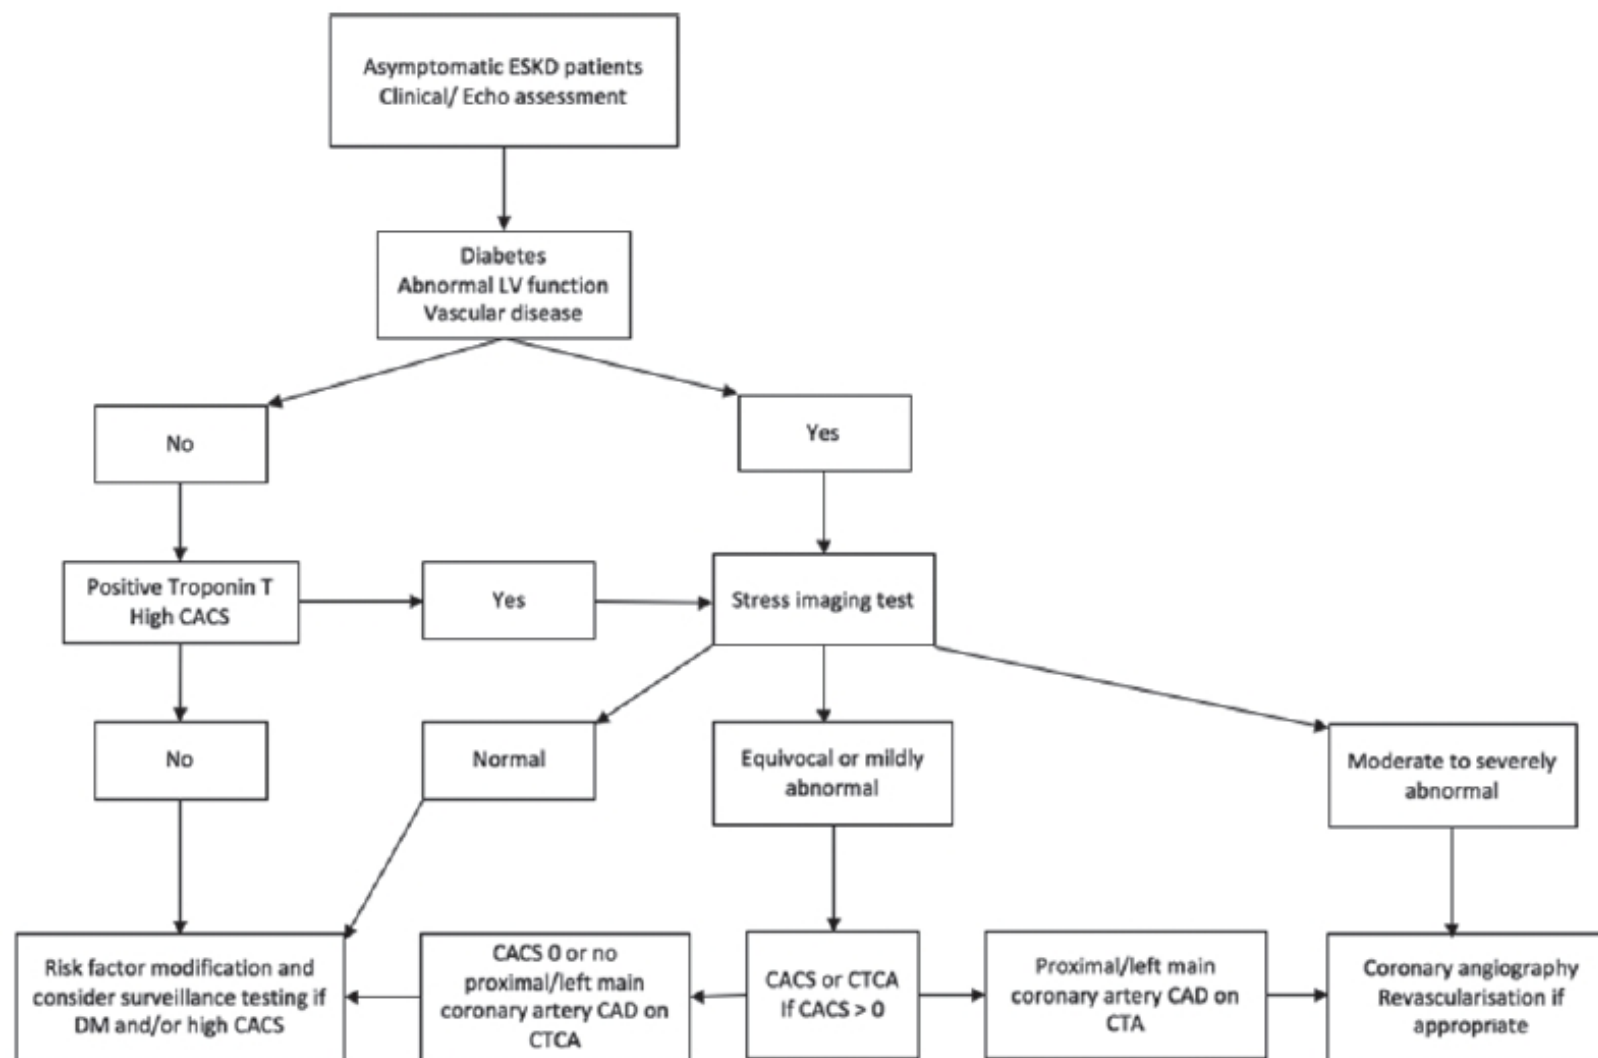 Asymptomatic ESKD patients
Clinical/ Echo assessment
Diabetes
Abnormal LV function
Vascular disease
No
Yes
Positive Troponin T
High CACS
Yes
Stress imaging test
No
Normal
Equivocal or mildly
abnormal
Moderate to severely
abnormal
Risk factor modification and
consider surveillance testing if
DM and/or high CACS
CACS 0 or no
proximal/left main
coronary artery CAD on
CTCA
CACS or CTCA
If CACS > 0
Proximal/left main
coronary artery CAD on
CTA
Coronary angiography
Revascularisation if
appropriate